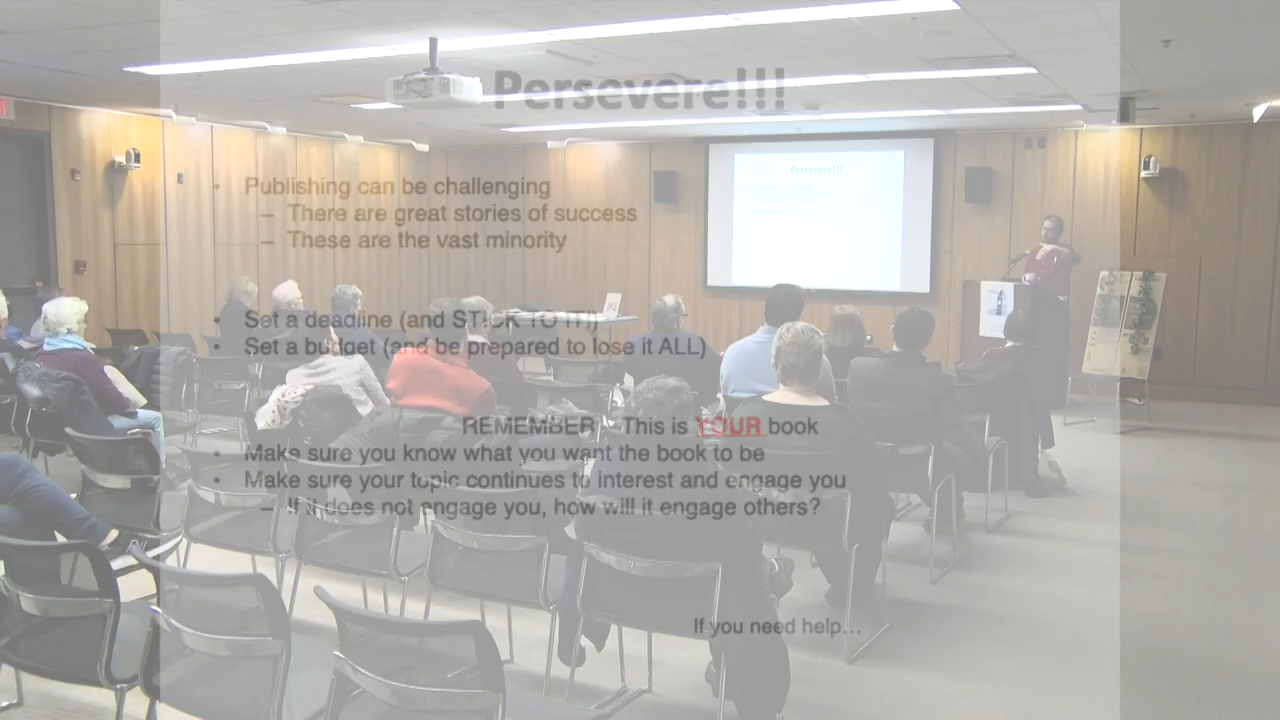 Persevere!!!
• Publishing can be challenging
– There are great stories of success
– These are the vast minority
• Set a deadline (and STICK TO IT!)
• Set a budget (and be prepared to lose it ALL)
REMEMBER – This is YOUR book
• Make sure you know what you want the book to be
• Make sure your topic continues to interest and engage you
– If it does not engage you, how will it engage others?
If you need help...
Persevere!!!